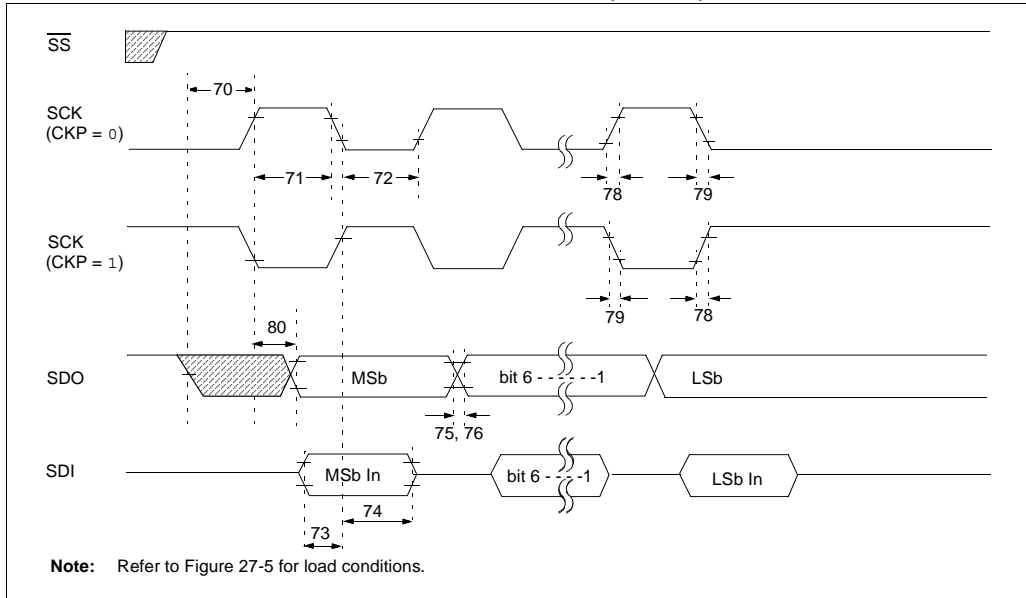 SS
70
SCK
(CKP = 0)
71
72
78
79
SCK
(CKP = 1)
79
78
80
SDO
MSb
bit 6 - - - - - -1
LSb
75, 76
SDI
MSb In
bit 6 - - - - -1
LSb In
74
73
Note: Refer to Figure 27-5 for load conditions.